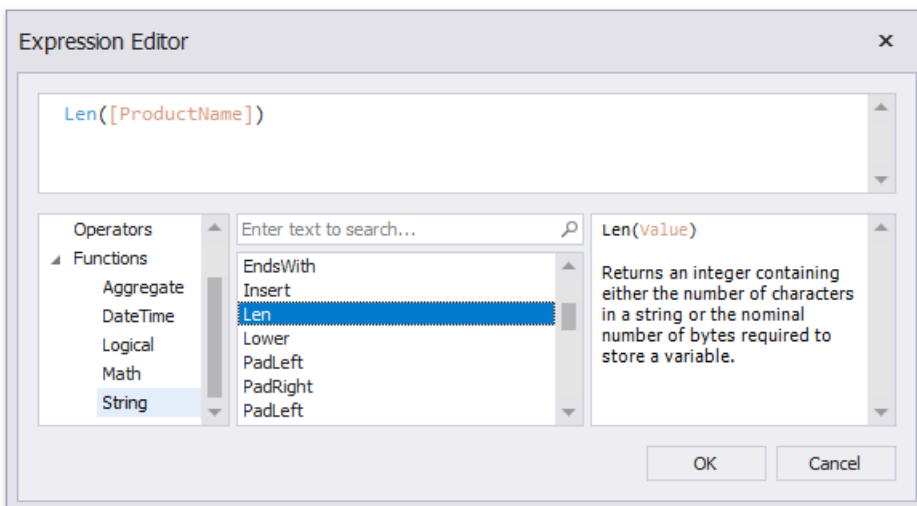 Expression Editor
Len([ProductName])
Operators
Functions
Aggregate
DateTime
Logical
Math
String
Enter text to search...
EndsWith
Insert
Len
Lower
PadLeft
PadRight
PadLeft
Len(Value)
Returns an integer containing
either the number of characters
in a string or the nominal
number of bytes required to
store a variable.
OK
Cancel